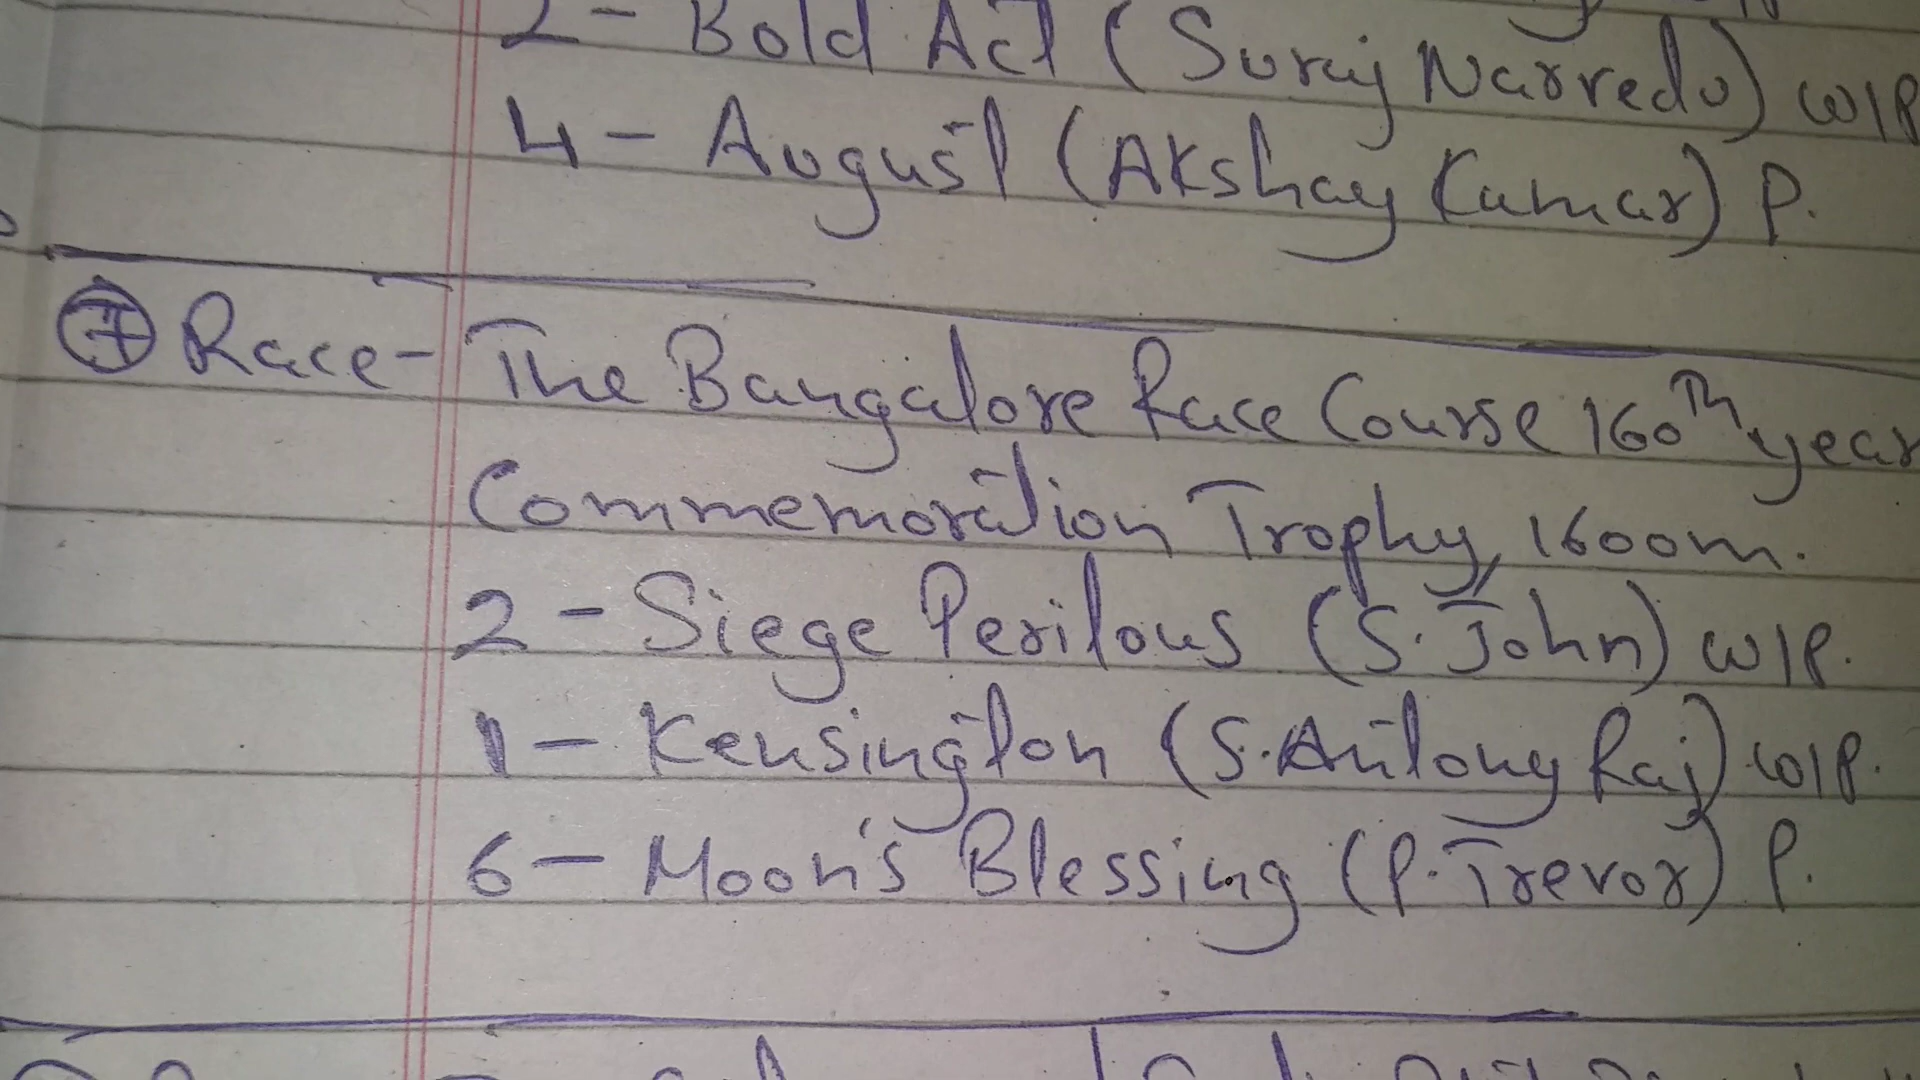 2 - Bold Act (Suraj Narredu) W/P
4 - August (Akshay Kumar) P.
7 Race - The Bangalore Race Course 160th year
Commemoration Trophy, 1600m.
2 - Siege Perilous (S. John) W/P.
1 - Kensington (S. Antony Raj) W/P.
6 - Moon's Blessing (P. Trevor) P.